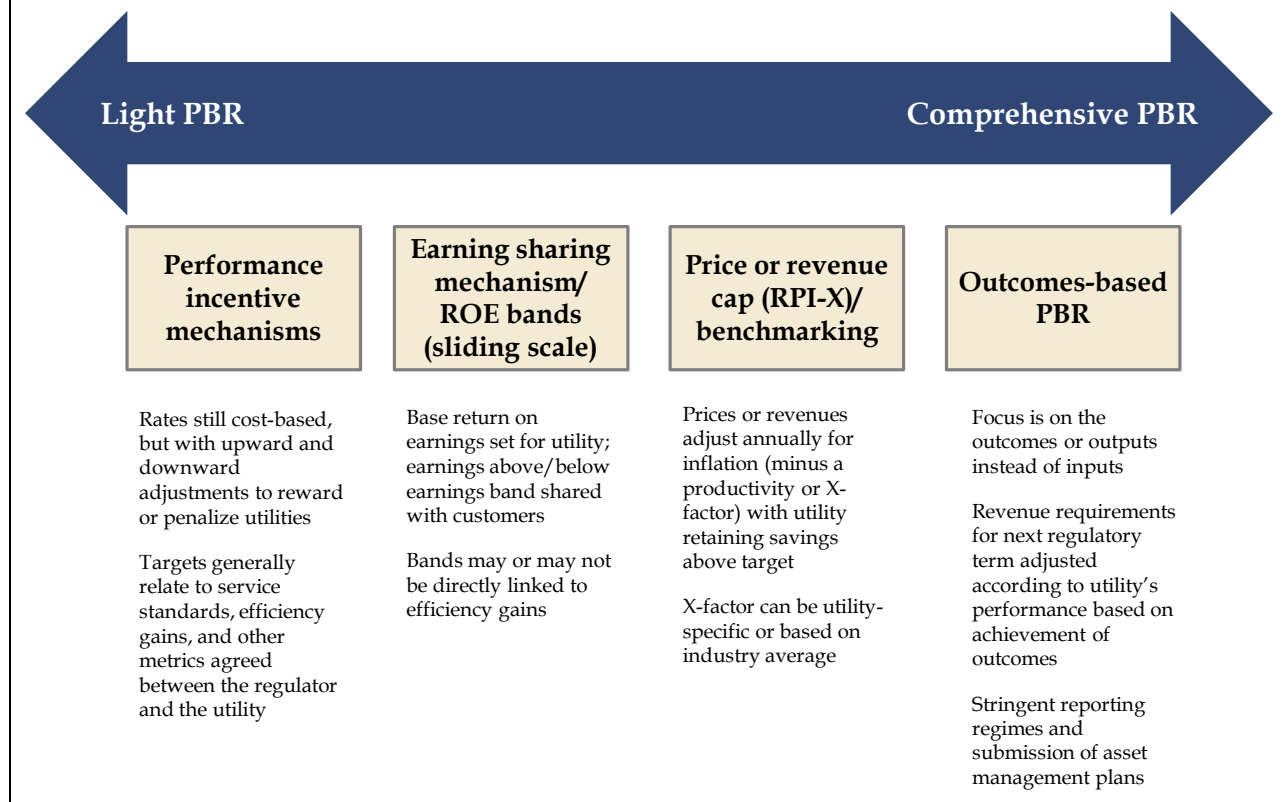 Light PBR
Comprehensive PBR
Performance
incentive
mechanisms
Earning sharing
mechanism/
ROE bands
(sliding scale)
Price or revenue
cap (RPI-X)/
benchmarking
Outcomes-based
PBR
Rates still cost-based,
but with upward and
downward
adjustments to reward
or penalize utilities
Targets generally
relate to service
standards, efficiency
gains, and other
metrics agreed
between the regulator
and the utility
Base return on
earnings set for utility;
earnings above/below
earnings band shared
with customers
Bands may or may not
be directly linked to
efficiency gains
Prices or revenues
adjust annually for
inflation (minus a
productivity or X-
factor) with utility
retaining savings
above target
X-factor can be utility-
specific or based on
industry average
Focus is on the
outcomes or outputs
instead of inputs
Revenue requirements
for next regulatory
term adjusted
according to utility's
performance based on
achievement of
outcomes
Stringent reporting
regimes and
submission of asset
management plans